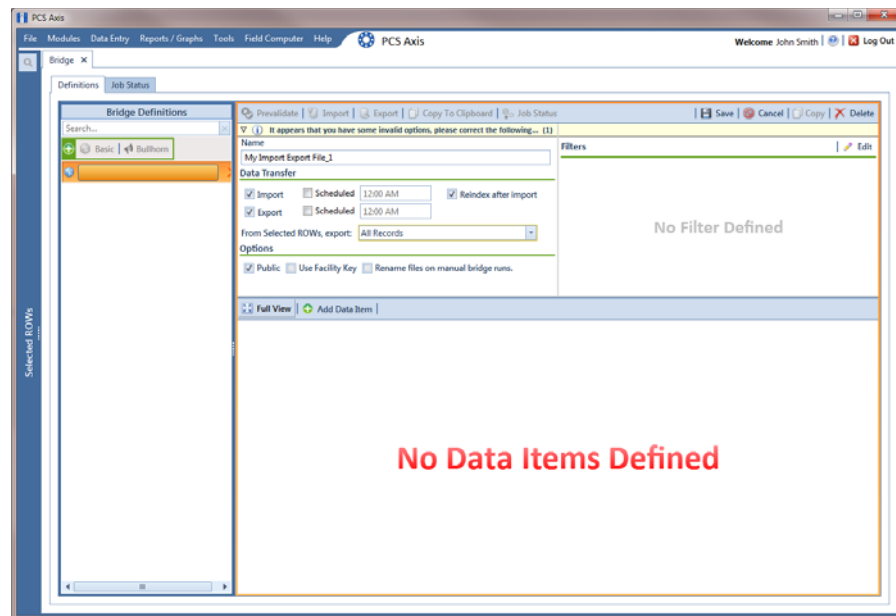 PCS Axis
File Modules Data Entry Reports / Graphs Tools Field Computer Help PCS Axis Welcome John Smith Log Out
Bridge
Definitions Job Status
Bridge Definitions
Prevalidate Import Export Copy To Clipboard Job Status Save Cancel Copy Delete
Search...
It appears that you have some invalid options, please correct the following... (1)
Basic Bullhorn
Name
Filters Edit
My Import Export File_1
Data Transfer
Import Scheduled 12:00 AM Reindex after import
Export Scheduled 12:00 AM
No Filter Defined
From Selected ROWs, export: All Records
Options
Public Use Facility Key Rename files on manual bridge runs.
Full View Add Data Item
Selected ROWs
No Data Items Defined